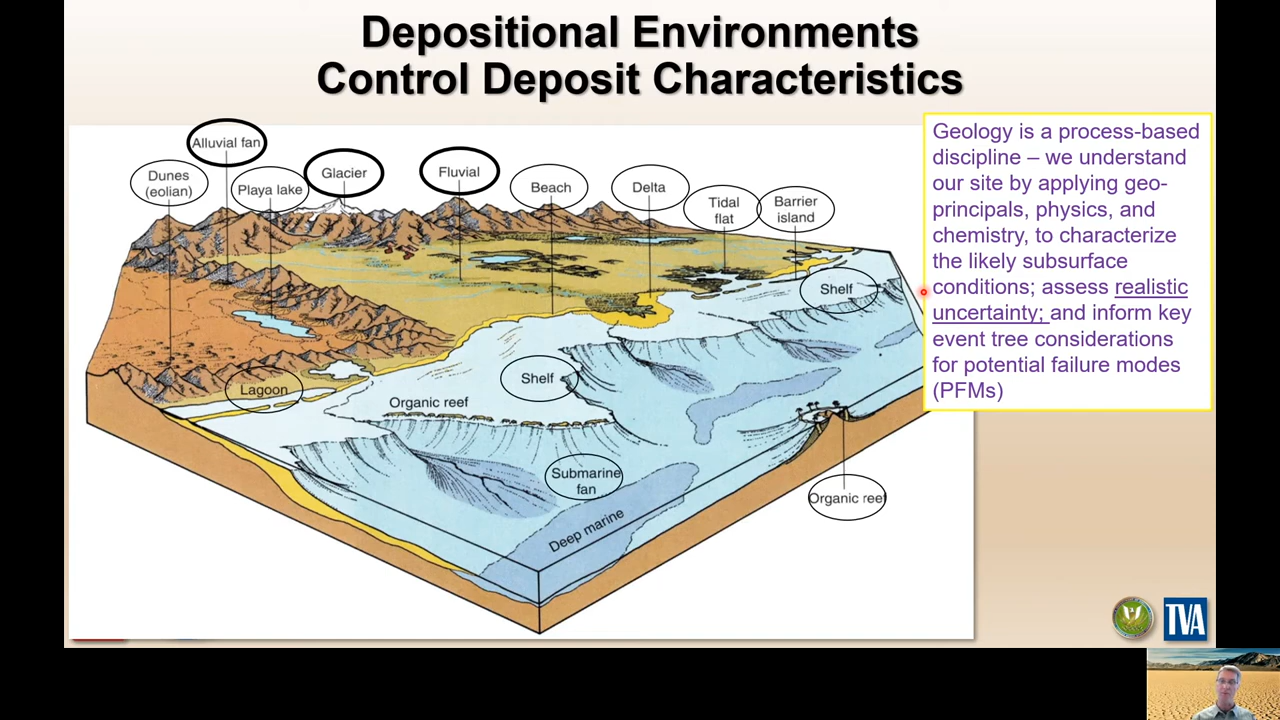 Depositional Environments
Control Deposit Characteristics
Alluvial fan
Dunes
(eolian)
Playa lake
Glacier
Fluvial
Beach
Delta
Tidal
flat
Barrier
island
Shelf
Lagoon
Shelf
Organic reef
Submarine
fan
Deep marine
Organic reef
Geology is a process-based
discipline – we understand
our site by applying geo-
principals, physics, and
chemistry, to characterize
the likely subsurface
conditions; assess realistic
uncertainty; and inform key
event tree considerations
for potential failure modes
(PFMs)
TVA